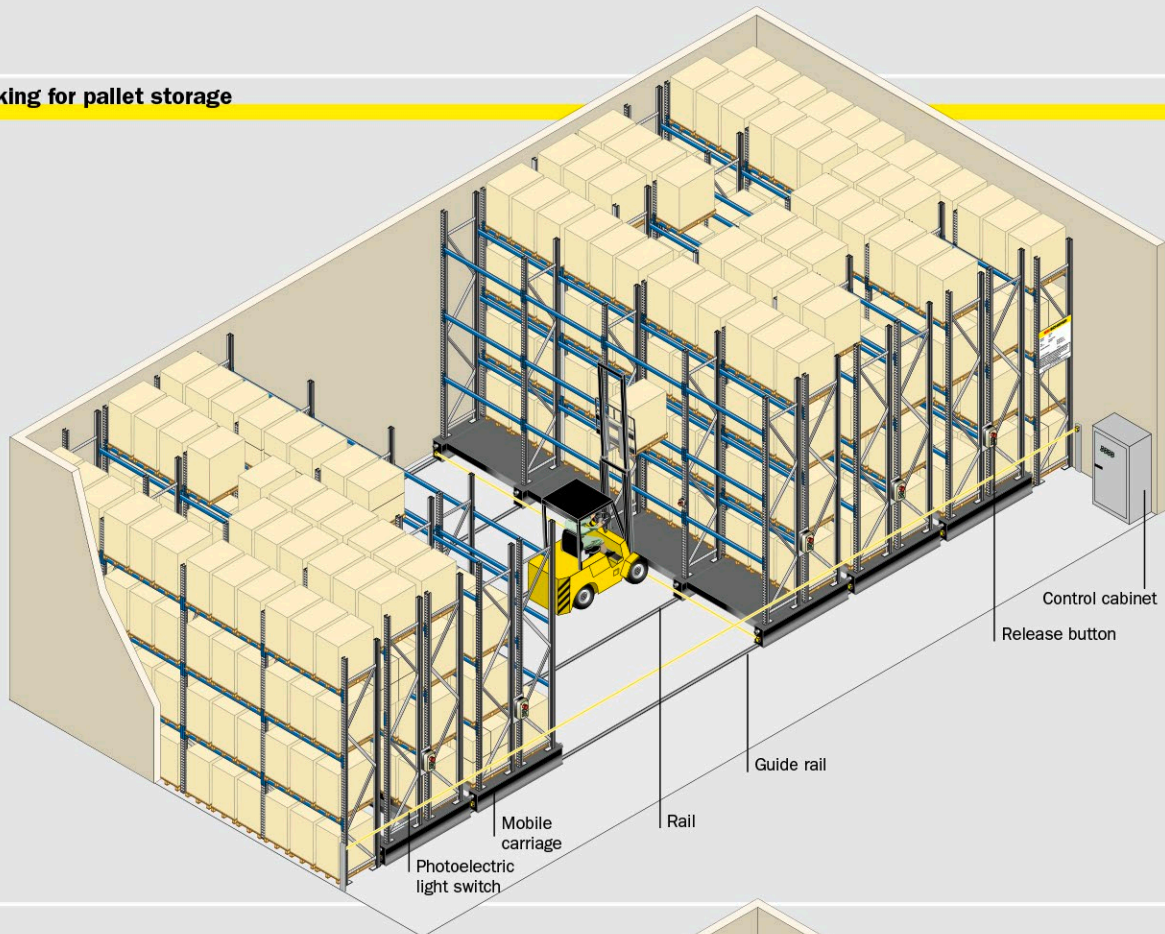 king for pallet storage
Control cabinet
Release button
Guide rail
Rail
Mobile
carriage
Photoelectric
light switch